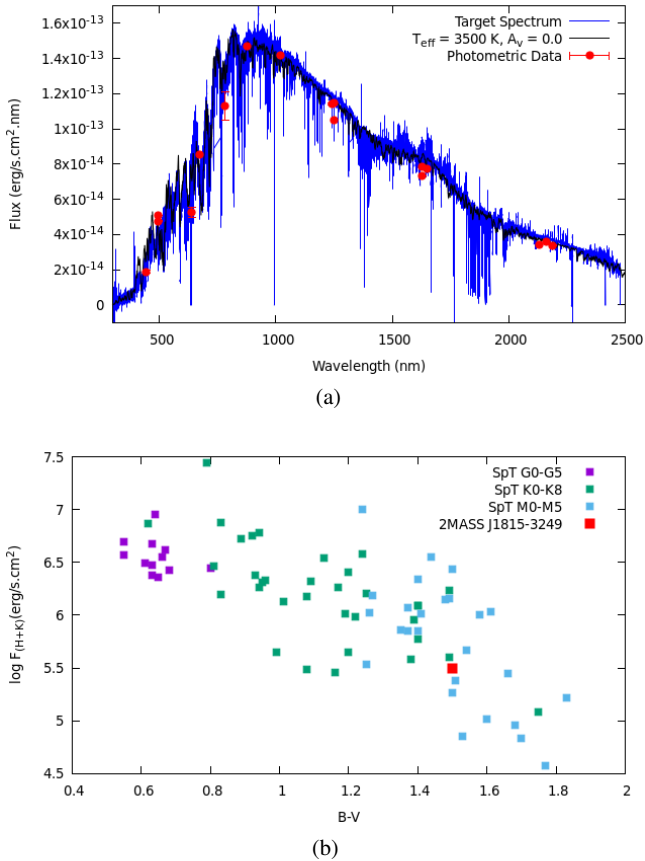 1.6x10^-13
1.4x10^-13
1.2x10^-13
1x10^-13
8x10^-14
6x10^-14
4x10^-14
2x10^-14
0
Flux (erg/s.cm².nm)
Target Spectrum
T_eff = 3500 K, A_v = 0.0
Photometric Data
500 1000 1500 2000 2500
Wavelength (nm)
(a)
7.5
7
6.5
6
5.5
5
4.5
log F_(H+K)(erg/s.cm²)
SpT G0-G5
SpT K0-K8
SpT M0-M5
2MASS J1815-3249
0.4 0.6 0.8 1 1.2 1.4 1.6 1.8 2
B-V
(b)